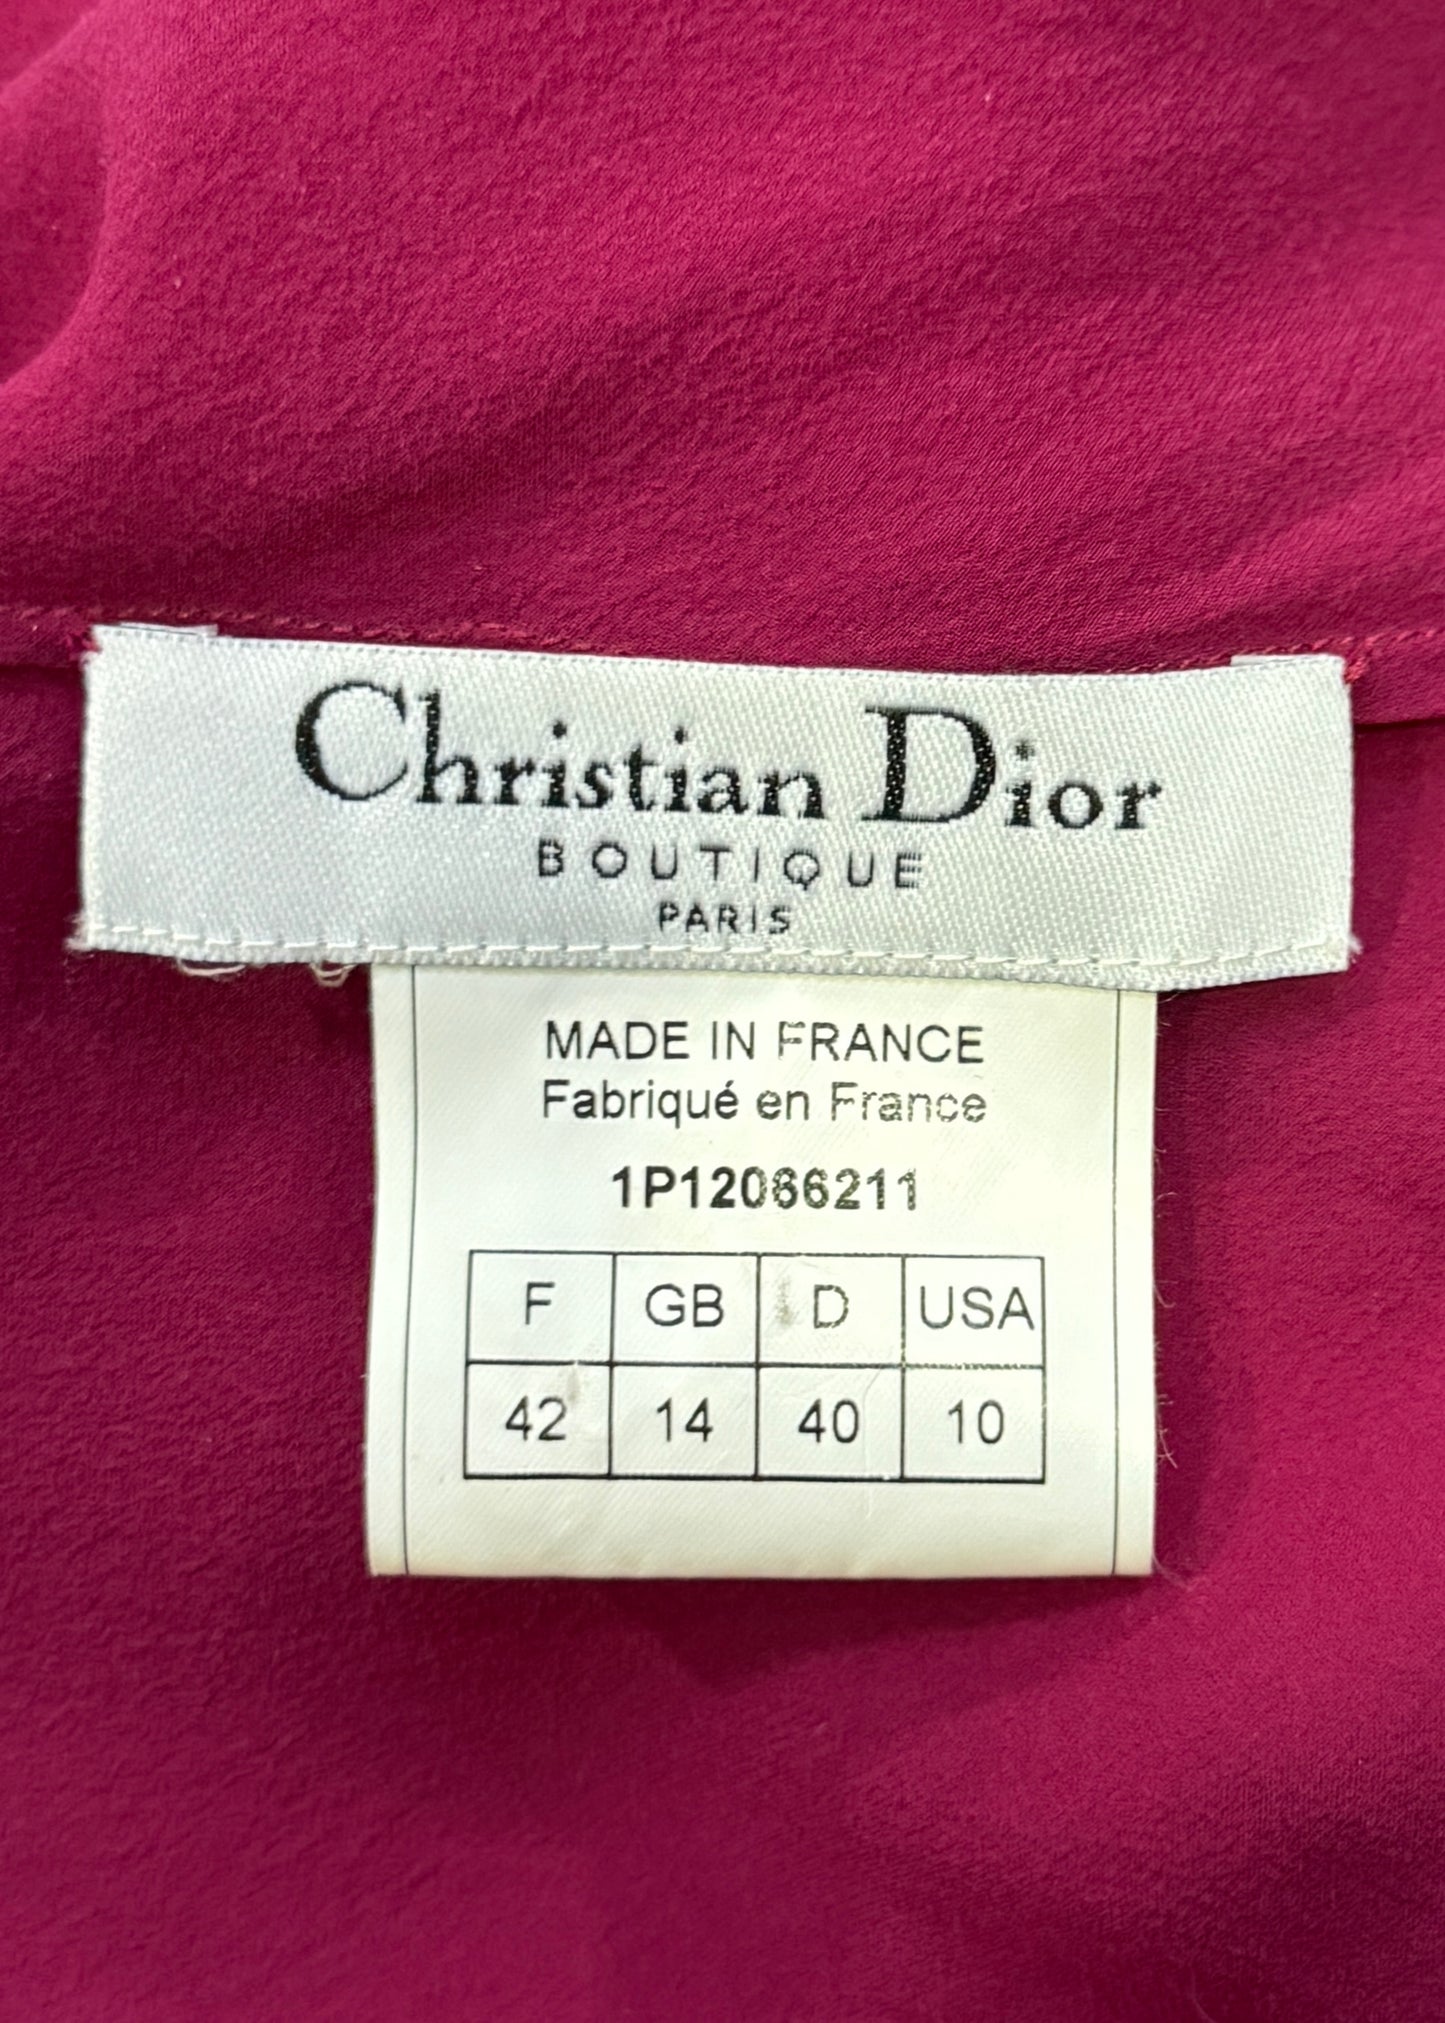 Christian Dior
BOUTIQUE
PARIS
MADE IN FRANCE
Fabriqué en France
1P12066211
F GB D USA
42 14 40 10